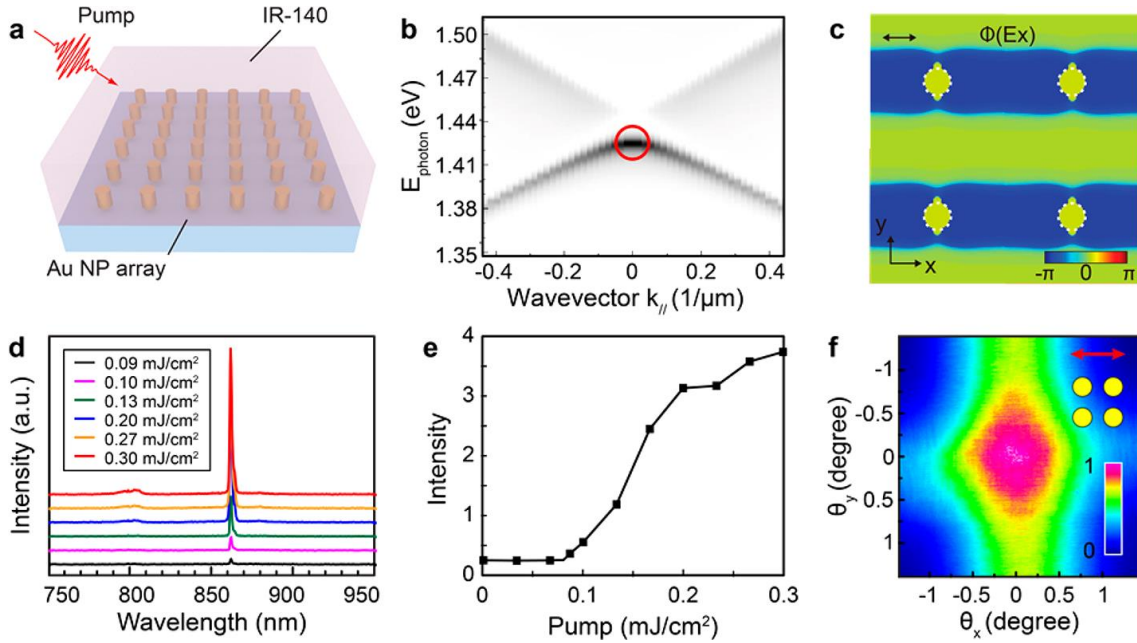 a
Pump
IR-140
Au NP array
b
E_photon (eV)
1.50
1.47
1.44
1.41
1.38
1.35
-0.4
-0.2
0
0.2
0.4
Wavevector k_// (1/µm)
c
Φ(Ex)
y
x
-π 0 π
d
Intensity (a.u.)
0.09 mJ/cm²
0.10 mJ/cm²
0.13 mJ/cm²
0.20 mJ/cm²
0.27 mJ/cm²
0.30 mJ/cm²
750 800 850 900 950
Wavelength (nm)
e
Intensity
4
3
2
1
0
0 0.1 0.2 0.3
Pump (mJ/cm²)
f
θ_y (degree)
-1
-0.5
0
0.5
1
1
0
-1 -0.5 0 0.5 1
θ_x (degree)